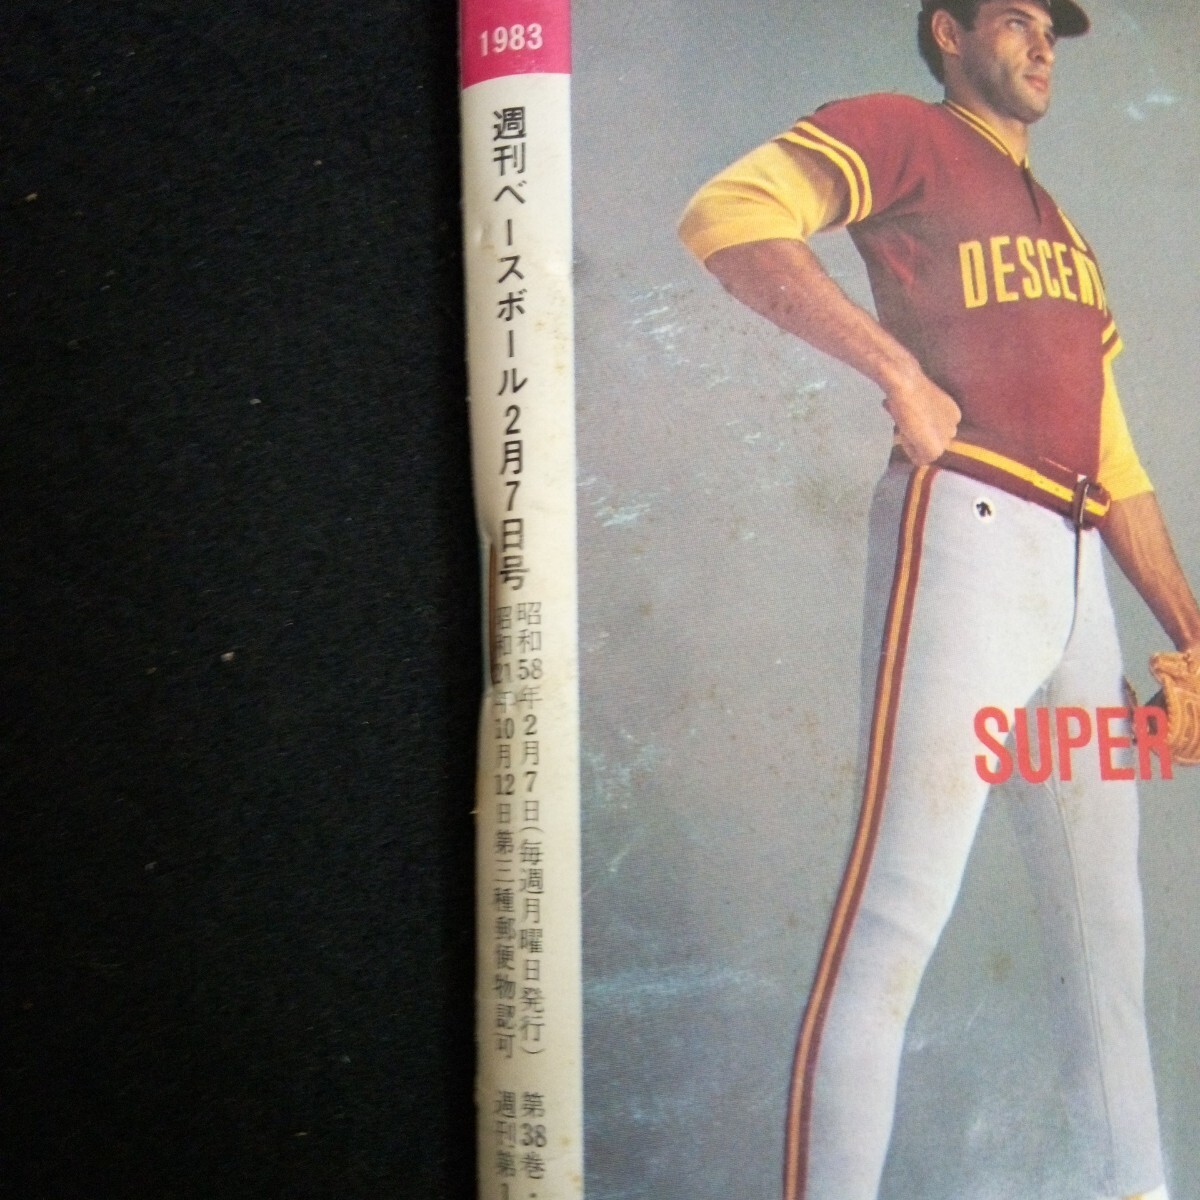 1983
週刊ベースボール2月7日号
昭和58年2月7日(毎週月曜日発行)
昭和21年10月12日第三種郵便物認可
第38巻・
週刊第1
DESCEN
SUPER